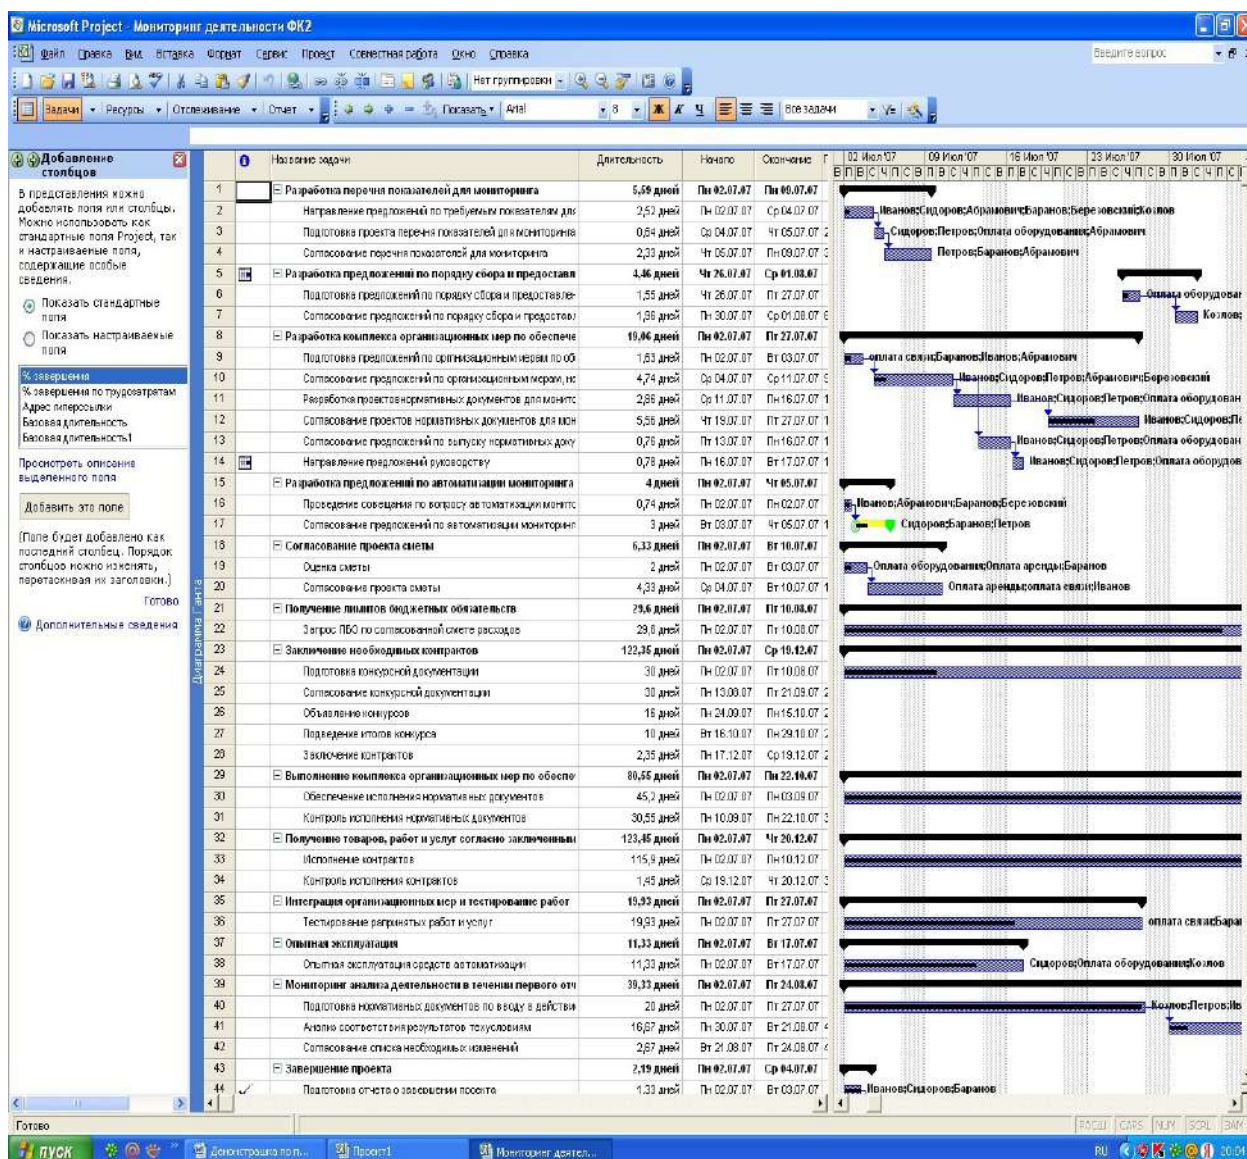 Microsoft Project - Мониторинг деятельности ФК2
Файл Правка Вид Вставка Формат Сервис Проект Совместная работа Окно Справка Введите вопрос
Нет группировки
Задачи Ресурсы Отслеживание Отчет Показать Arial 8 Ж К Ч Все задачи
Добавление столбцов
В представления можно
добавлять поля или столбцы.
Можно использовать как
стандартные поля Project, так
и настраиваемые поля,
содержащие особые
сведения.
Показать стандартные
поля
Показать настраиваемые
поля
% завершения
% завершения по трудозатратам
Адрес гиперссылки
Базовая длительность
Базовая длительность1
Просмотреть описание
выделенного поля
Добавить это поле
(Поле будет добавлено как
последний столбец. Порядок
столбцов можно изменять,
перетаскивая их заголовки.)
Готово
Дополнительные сведения
Диаграмма Ганта
Название задачи Длительность Начало Окончание 02 Июл '07 09 Июл '07 16 Июл '07 23 Июл '07 30 Июл '07
1 Разработка перечня показателей для мониторинга 5,59 дней Пн 02.07.07 Пн 09.07.07
2 Направление предложений по требуемым показателям для 2,52 дней Пн 02.07.07 Ср 04.07.07 Иванов;Сидоров;Абрамович;Баранов;Березовский;Козлов
3 Подготовка проекта перечня показателей для мониторинга 0,64 дней Ср 04.07.07 Чт 05.07.07 2 Сидоров;Петров;Оплата оборудования;Абрамович
4 Согласование перечня показателей для мониторинга 2,33 дней Чт 05.07.07 Пн 09.07.07 3 Петров;Баранов;Абрамович
5 Разработка предложений по порядку сбора и предоставл 4,46 дней Чт 26.07.07 Ср 01.08.07
6 Подготовка предложений по порядку сбора и предоставле 1,55 дней Чт 26.07.07 Пт 27.07.07 Оплата оборудован
7 Согласование предложений по порядку сбора и предоставл 1,96 дней Пн 30.07.07 Ср 01.08.07 6 Козлов;
8 Разработка комплекса организационных мер по обеспече 19,06 дней Пн 02.07.07 Пт 27.07.07
9 Подготовка предложений по организационным мерам по об 1,63 дней Пн 02.07.07 Вт 03.07.07 оплата связи;Баранов;Иванов;Абрамович
10 Согласование предложений по организационным мерам, не 4,74 дней Ср 04.07.07 Ср 11.07.07 9 Иванов;Сидоров;Петров;Абрамович;Березовский
11 Разработка проектов нормативных документов для монито 2,86 дней Ср 11.07.07 Пн 16.07.07 1 Иванов;Сидоров;Петров;Оплата оборудован
12 Согласование проектов нормативных документов для мон 5,56 дней Чт 19.07.07 Пт 27.07.07 1 Иванов;Сидоров;Пе
13 Согласование предложений по выпуску нормативных доку 0,76 дней Пт 13.07.07 Пн 16.07.07 1 Иванов;Сидоров;Петров;Оплата оборудован
14 Направление предложений руководству 0,78 дней Пн 16.07.07 Вт 17.07.07 1 Иванов;Сидоров;Петров;Оплата оборудов
15 Разработка предложений по автоматизации мониторинга 4 дней Пн 02.07.07 Чт 05.07.07
16 Проведение совещания по вопросу автоматизации монито 0,74 дней Пн 02.07.07 Пн 02.07.07 Иванов;Абрамович;Баранов;Березовский
17 Согласование предложений по автоматизации мониторинг 3 дней Вт 03.07.07 Чт 05.07.07 1 Сидоров;Баранов;Петров
18 Согласование проекта сметы 6,33 дней Пн 02.07.07 Вт 10.07.07
19 Оценка сметы 2 дней Пн 02.07.07 Вт 03.07.07 Оплата оборудования;Оплата аренды;Баранов
20 Согласование проекта сметы 4,33 дней Ср 04.07.07 Вт 10.07.07 1 Оплата аренды;оплата связи;Иванов
21 Получение лимитов бюджетных обязательств 29,6 дней Пн 02.07.07 Пт 10.08.07
22 Запрос ПБО по согласованной смете расходов 29,6 дней Пн 02.07.07 Пт 10.08.07
23 Заключение необходимых контрактов 122,35 дней Пн 02.07.07 Ср 19.12.07
24 Подготовка конкурсной документации 30 дней Пн 02.07.07 Пт 10.08.07
25 Согласование конкурсной документации 30 дней Пн 13.08.07 Пт 21.09.07 2
26 Объявление конкурсов 16 дней Пн 24.09.07 Пн 15.10.07 2
27 Подведение итогов конкурса 10 дней Вт 16.10.07 Пн 29.10.07 2
28 Заключение контрактов 2,35 дней Пн 17.12.07 Ср 19.12.07 2
29 Выполнение комплекса организационных мер по обеспе 80,55 дней Пн 02.07.07 Пн 22.10.07
30 Обеспечение исполнения нормативных документов 45,2 дней Пн 02.07.07 Пн 03.09.07
31 Контроль исполнения нормативных документов 30,55 дней Пн 10.09.07 Пн 22.10.07 3
32 Получение товаров, работ и услуг согласно заключенным 123,45 дней Пн 02.07.07 Чт 20.12.07
33 Исполнение контрактов 115,9 дней Пн 02.07.07 Пн 10.12.07
34 Контроль исполнения контрактов 1,45 дней Ср 19.12.07 Чт 20.12.07 3
35 Интеграция организационных мер и тестирование работ 19,93 дней Пн 02.07.07 Пт 27.07.07
36 Тестирование рапринятых работ и услуг 19,93 дней Пн 02.07.07 Пт 27.07.07 оплата связи;Бара
37 Опытная эксплуатация 11,33 дней Пн 02.07.07 Вт 17.07.07
38 Опытная эксплуатация средств автоматизации 11,33 дней Пн 02.07.07 Вт 17.07.07 Сидоров;Оплата оборудования;Козлов
39 Мониторинг анализа деятельности в течении первого отч 39,33 дней Пн 02.07.07 Пт 24.08.07
40 Подготовка нормативных документов по вводу в действи 20 дней Пн 02.07.07 Пт 27.07.07 Козлов;Петров;Ив
41 Анализ соответствия результатов техусловиям 16,67 дней Пн 30.07.07 Вт 21.08.07 4
42 Согласование списка необходимых изменений 2,67 дней Вт 21.08.07 Пт 24.08.07 4
43 Завершение проекта 2,19 дней Пн 02.07.07 Ср 04.07.07
44 Подготовка отчета о завершении проекта 1,33 дней Пн 02.07.07 Вт 03.07.07 Иванов;Сидоров;Баранов
Готово РАСШ CAPS NUM SCRL ЗАМ
пуск Демонстрашка по п... Проект1 Мониторинг деятел... RU 20:04